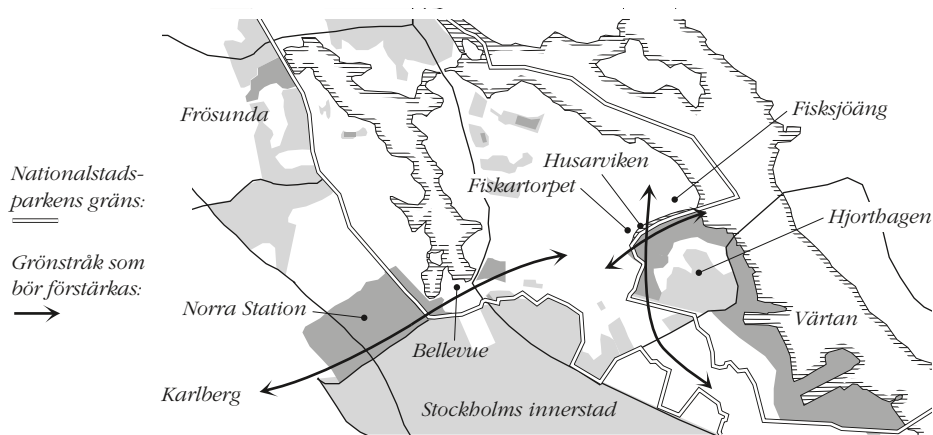 Frösunda
Fisksjöäng
Husarviken
Fiskartorpet
Nationalstads-
parkens gräns:
Hjorthagen
Grönstråk som
bör förstärkas:
Norra Station
Värtan
Bellevue
Karlberg
Stockholms innerstad